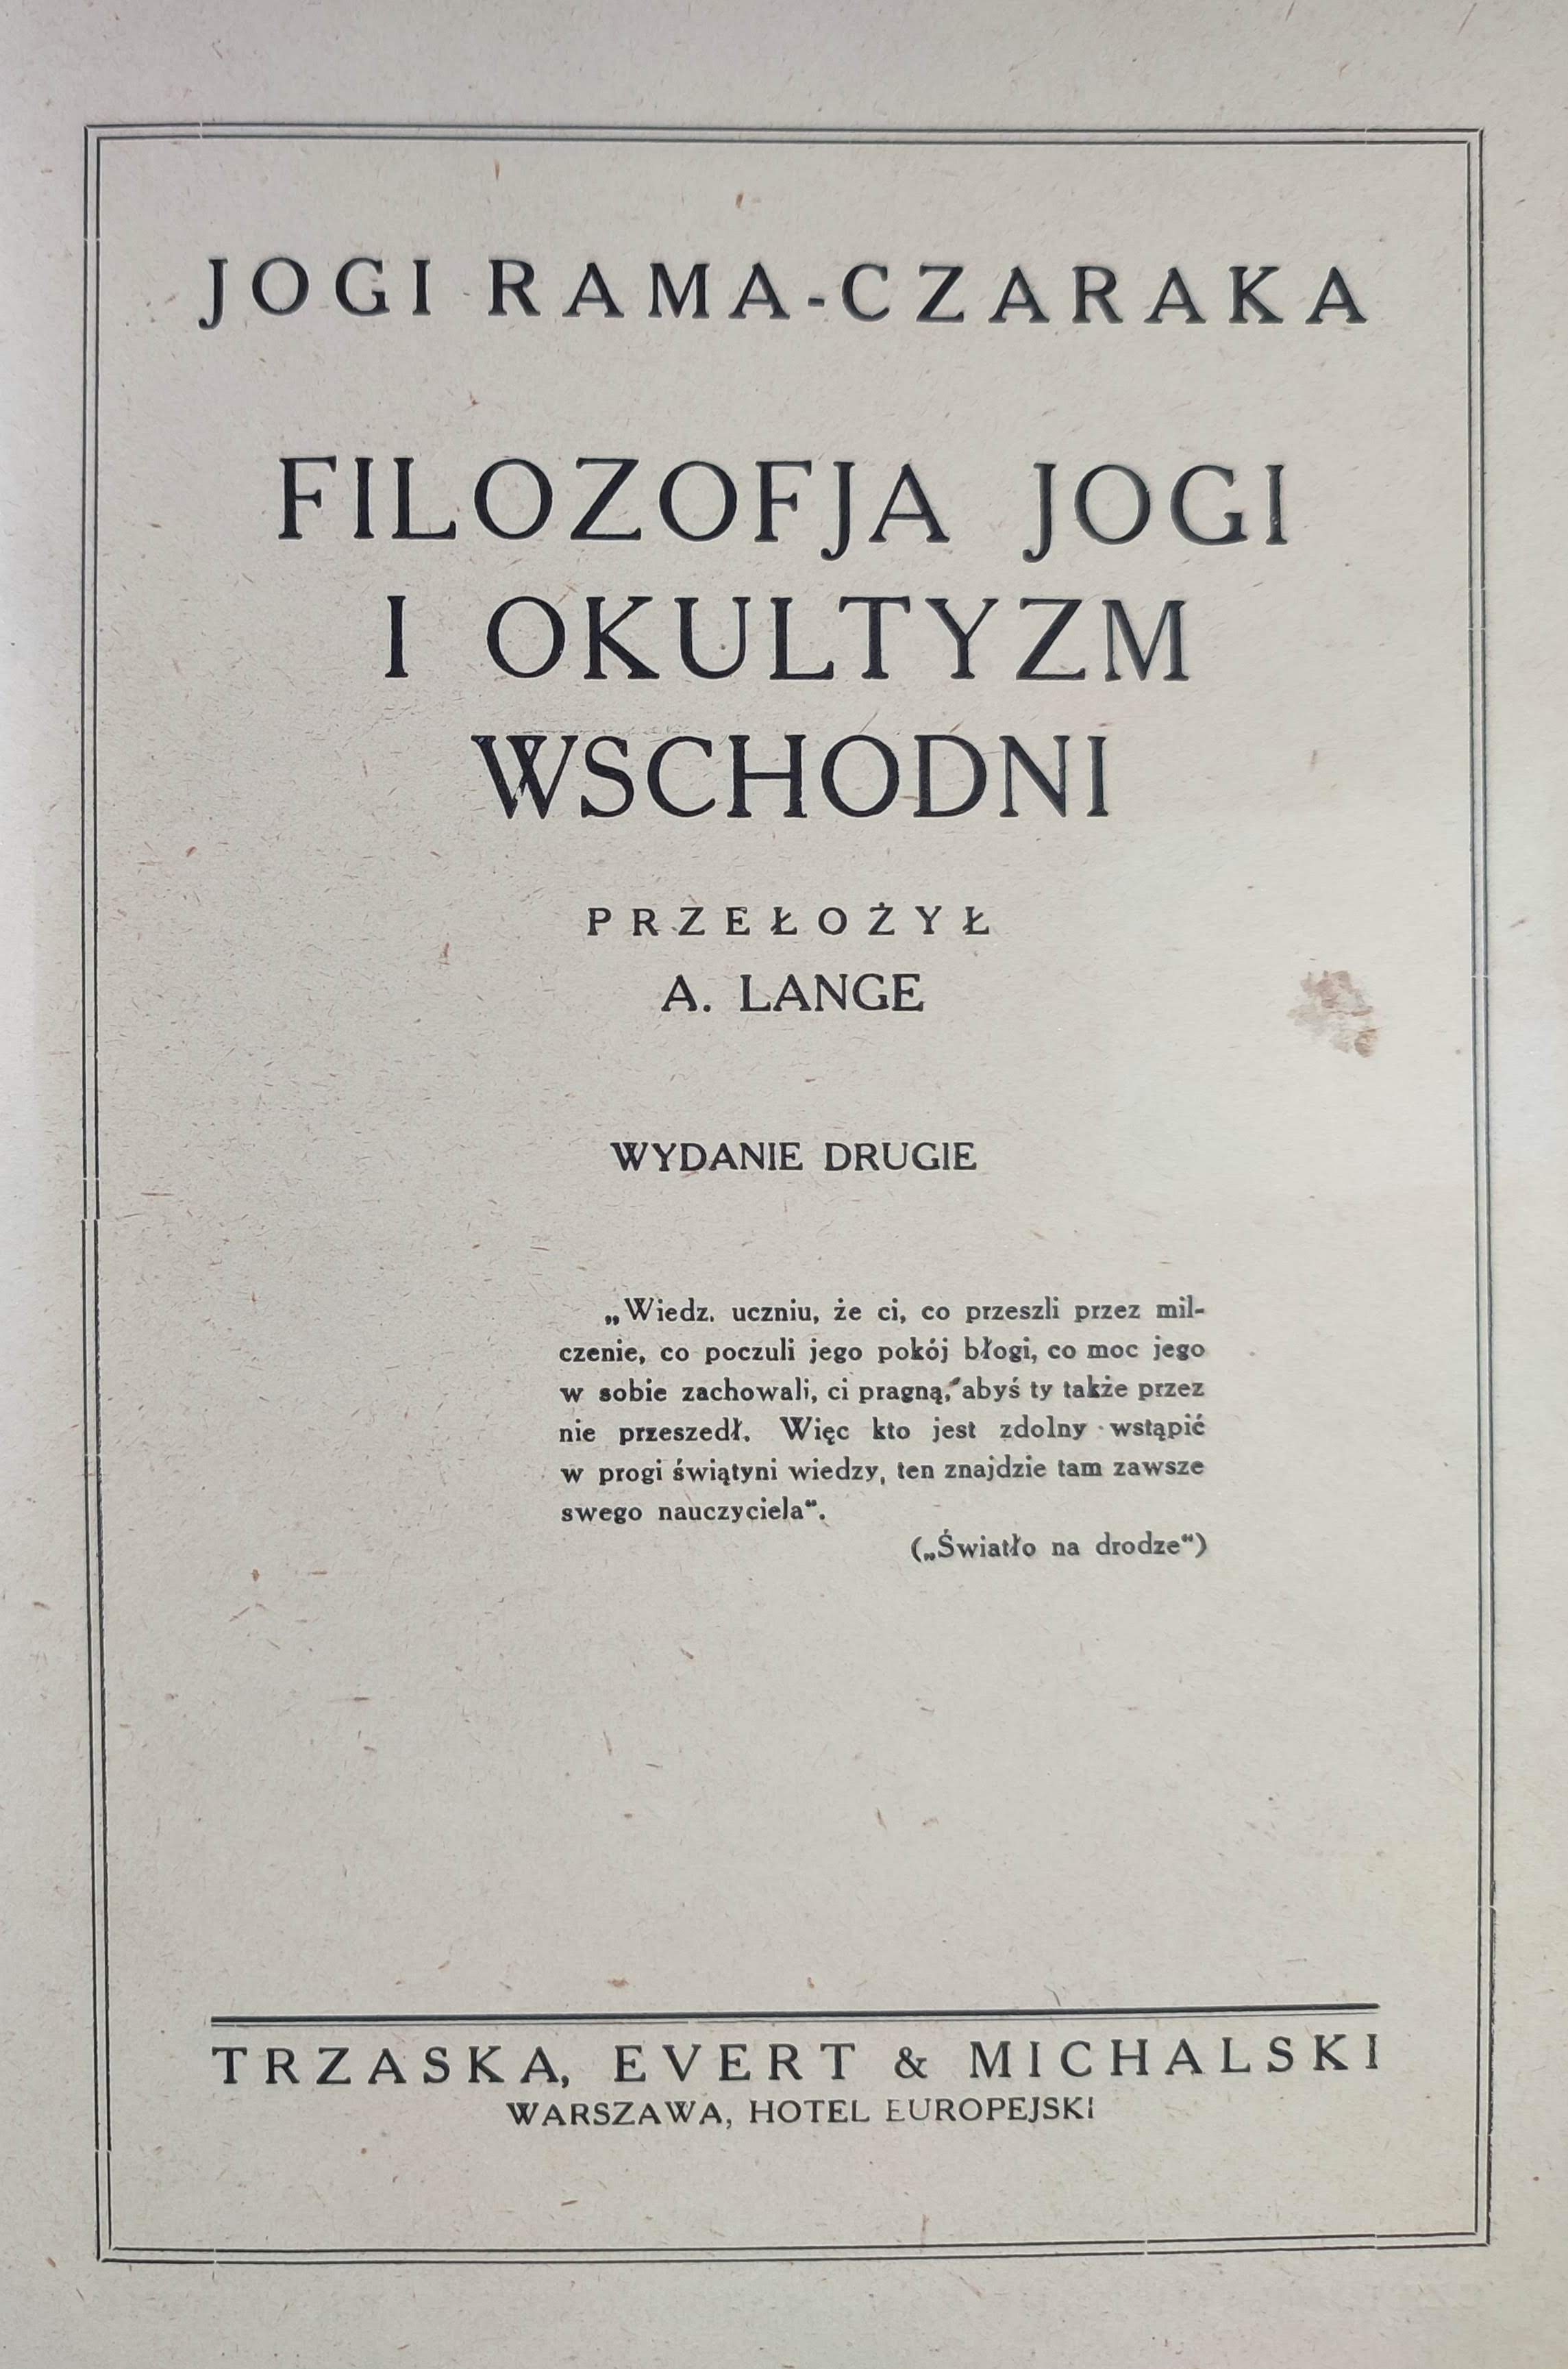 JOGI RAMA-CZARAKA
FILOZOFJA JOGI
I OKULTYZM
WSCHODNI
PRZEŁOŻYŁ
A. LANGE
WYDANIE DRUGIE
„Wiedz. uczniu, że ci, co przeszli przez mil-
czenie, co poczuli jego pokój błogi, co moc jego
w sobie zachowali, ci pragną, abyś ty także przez
nie przeszedł. Więc kto jest zdolny wstąpić
w progi świątyni wiedzy, ten znajdzie tam zawsze
swego nauczyciela“.
(„Światło na drodze“)
TRZASKA, EVERT & MICHALSKI
WARSZAWA, HOTEL EUROPEJSKI